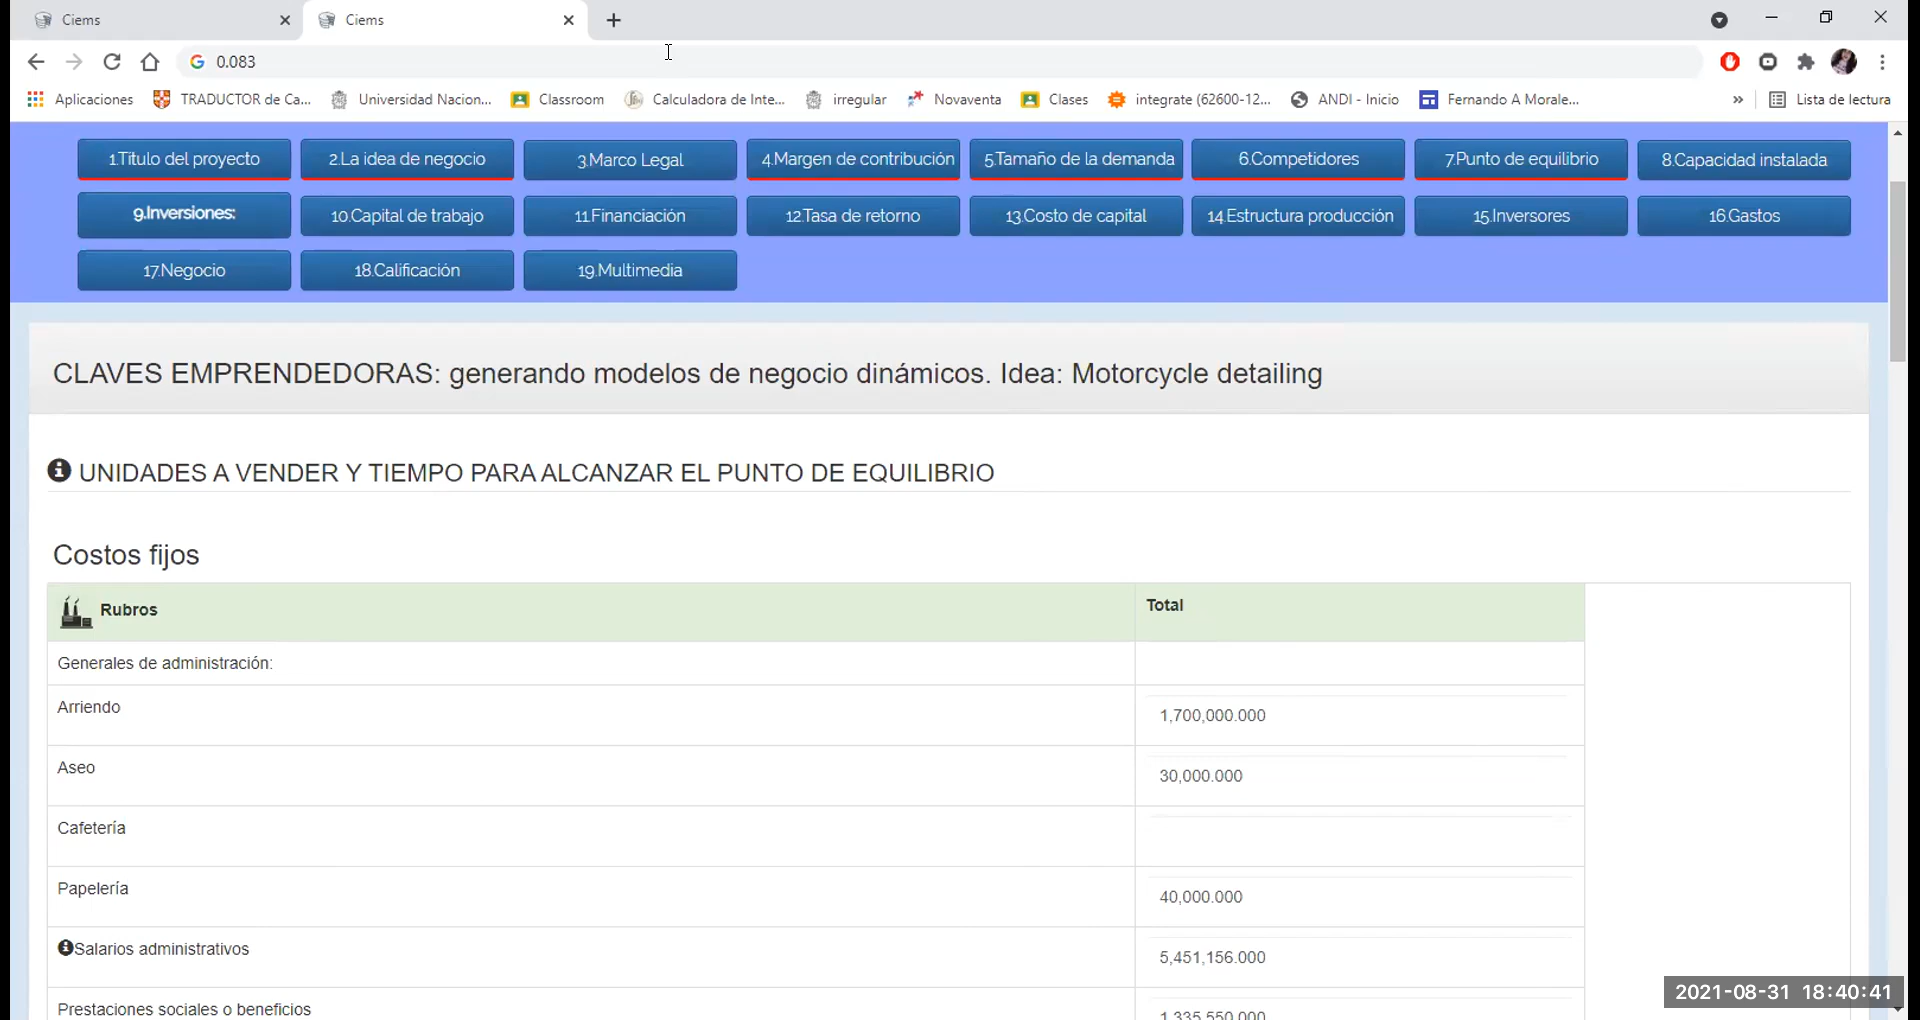 Ciems
Ciems
0.083
Aplicaciones TRADUCTOR de Ca... Universidad Nacion... Classroom Calculadora de Inte... irregular Novaventa Clases integrate (62600-12... ANDI - Inicio Fernando A Morale... » Lista de lectura
1.Titulo del proyecto 2.La idea de negocio 3.Marco Legal 4.Margen de contribución 5.Tamaño de la demanda 6.Competidores 7.Punto de equilibrio 8.Capacidad instalada
9.Inversiones: 10.Capital de trabajo 11.Financiación 12.Tasa de retorno 13.Costo de capital 14.Estructura producción 15.Inversores 16.Gastos
17.Negocio 18.Calificación 19.Multimedia
CLAVES EMPRENDEDORAS: generando modelos de negocio dinámicos. Idea: Motorcycle detailing
UNIDADES A VENDER Y TIEMPO PARA ALCANZAR EL PUNTO DE EQUILIBRIO
Costos fijos
Rubros Total
Generales de administración:
Arriendo 1,700,000.000
Aseo 30,000.000
Cafetería
Papelería 40,000.000
Salarios administrativos 5,451,156.000
Prestaciones sociales o beneficios 1,335,550.000
2021-08-31 18:40:41